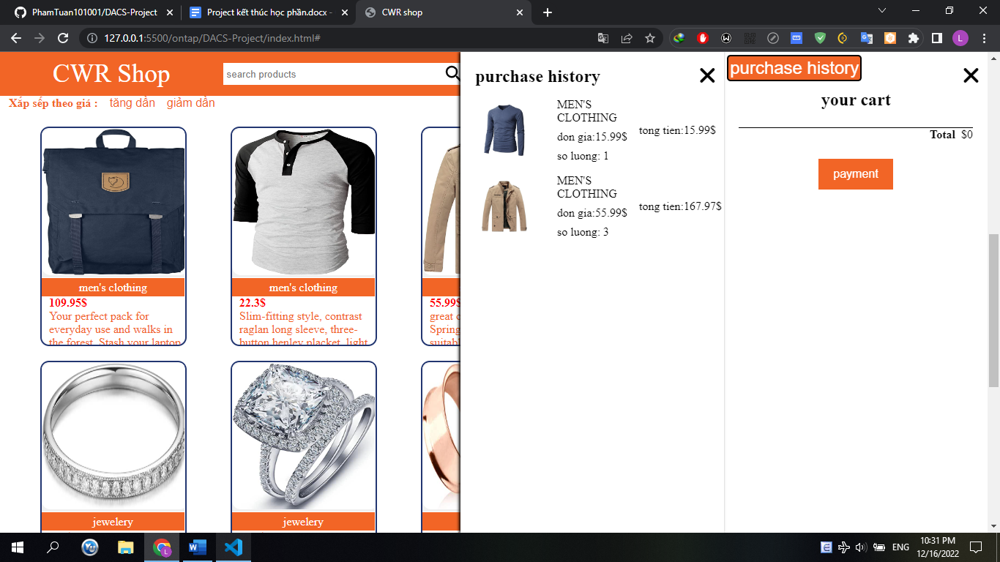 PhamTuan101001/DACS-Project
Project kết thúc học phần.docx -
CWR shop
127.0.0.1:5500/ontap/DACS-Project/index.html#
L
CWR Shop
search products
Xắp sếp theo giá :
tăng dần
giảm dần
men's clothing
109.95$
Your perfect pack for
everyday use and walks in
the forest. Stash your laptop
men's clothing
22.3$
Slim-fitting style, contrast
raglan long sleeve, three-
button henley placket, light
55.99$
great
Spring
jewelery
jewelery
purchase history
MEN'S
CLOTHING
don gia:15.99$
so luong: 1
tong tien:15.99$
MEN'S
CLOTHING
don gia:55.99$
so luong: 3
tong tien:167.97$
purchase history
your cart
Total $0
payment
ENG
10:31 PM
12/16/2022